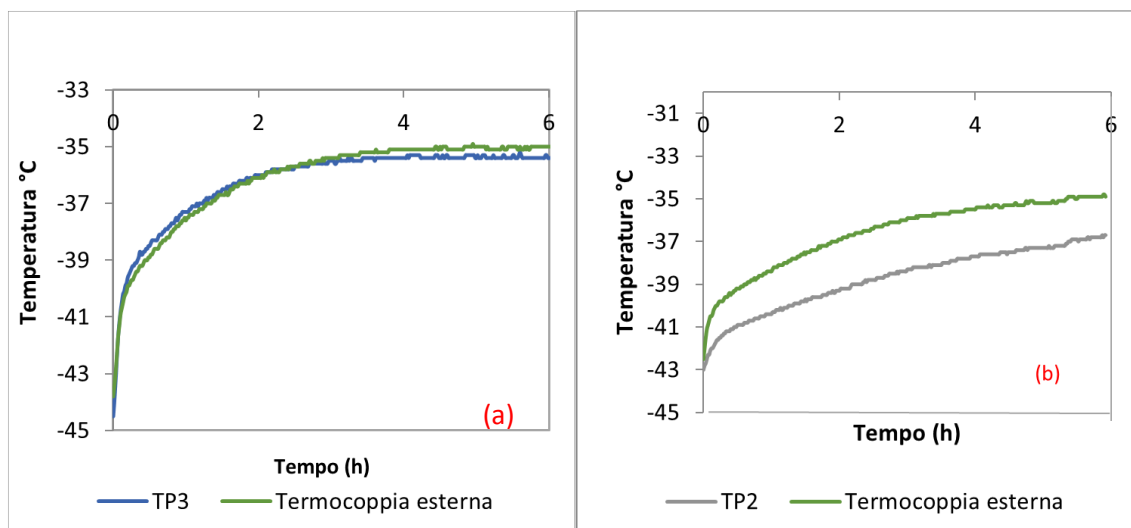 -33
0 2 4 6
-35
-37
-39
-41
-43
-45
Temperatura °C
(a)
Tempo (h)
TP3 Termocoppia esterna
-31
0 2 4 6
-33
-35
-37
-39
-41
-43
-45
Temperatura °C
(b)
Tempo (h)
TP2 Termocoppia esterna